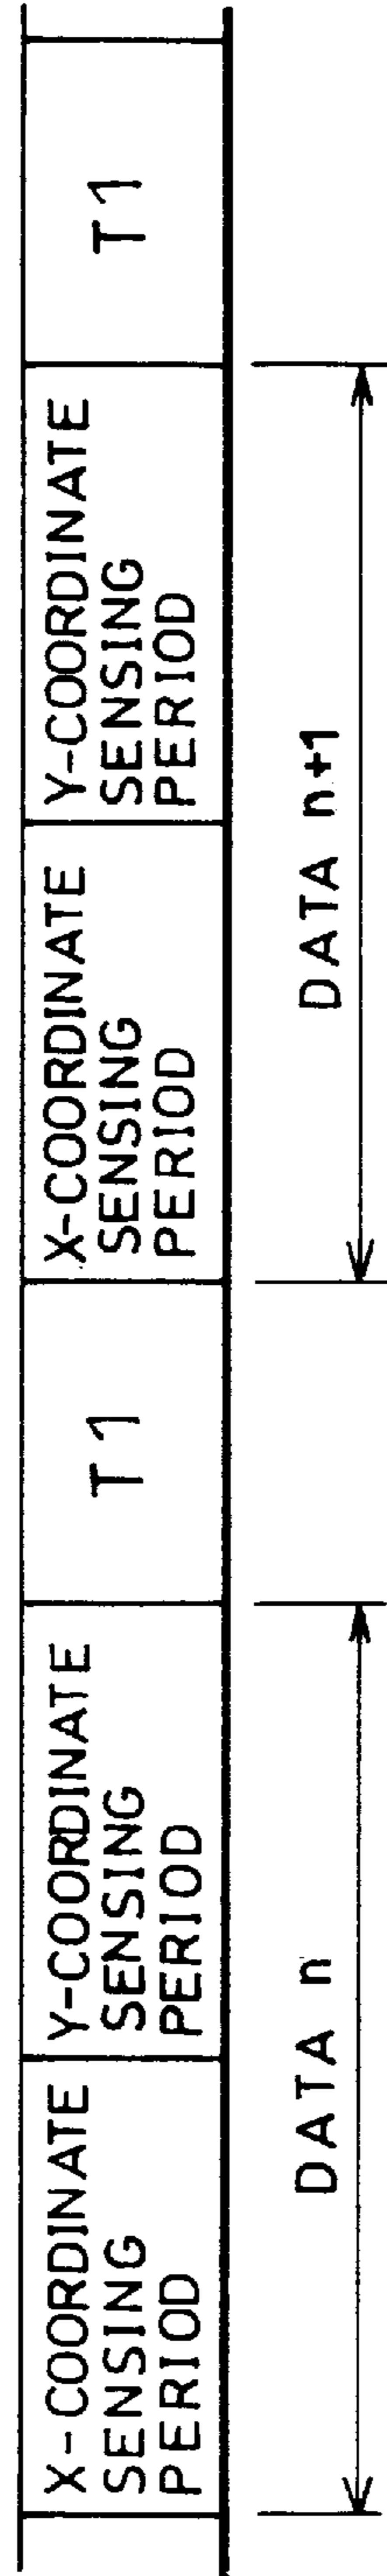 X-COORDINATE
SENSING
PERIOD
Y-COORDINATE
SENSING
PERIOD
T1
X-COORDINATE
SENSING
PERIOD
Y-COORDINATE
SENSING
PERIOD
T1
DATA n
DATA n+1